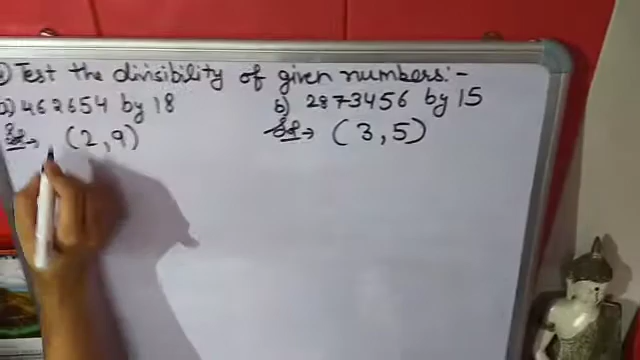 Test the divisibility of given numbers:-
a) 462654 by 18
b) 2873456 by 15
(2,9)
(3,5)